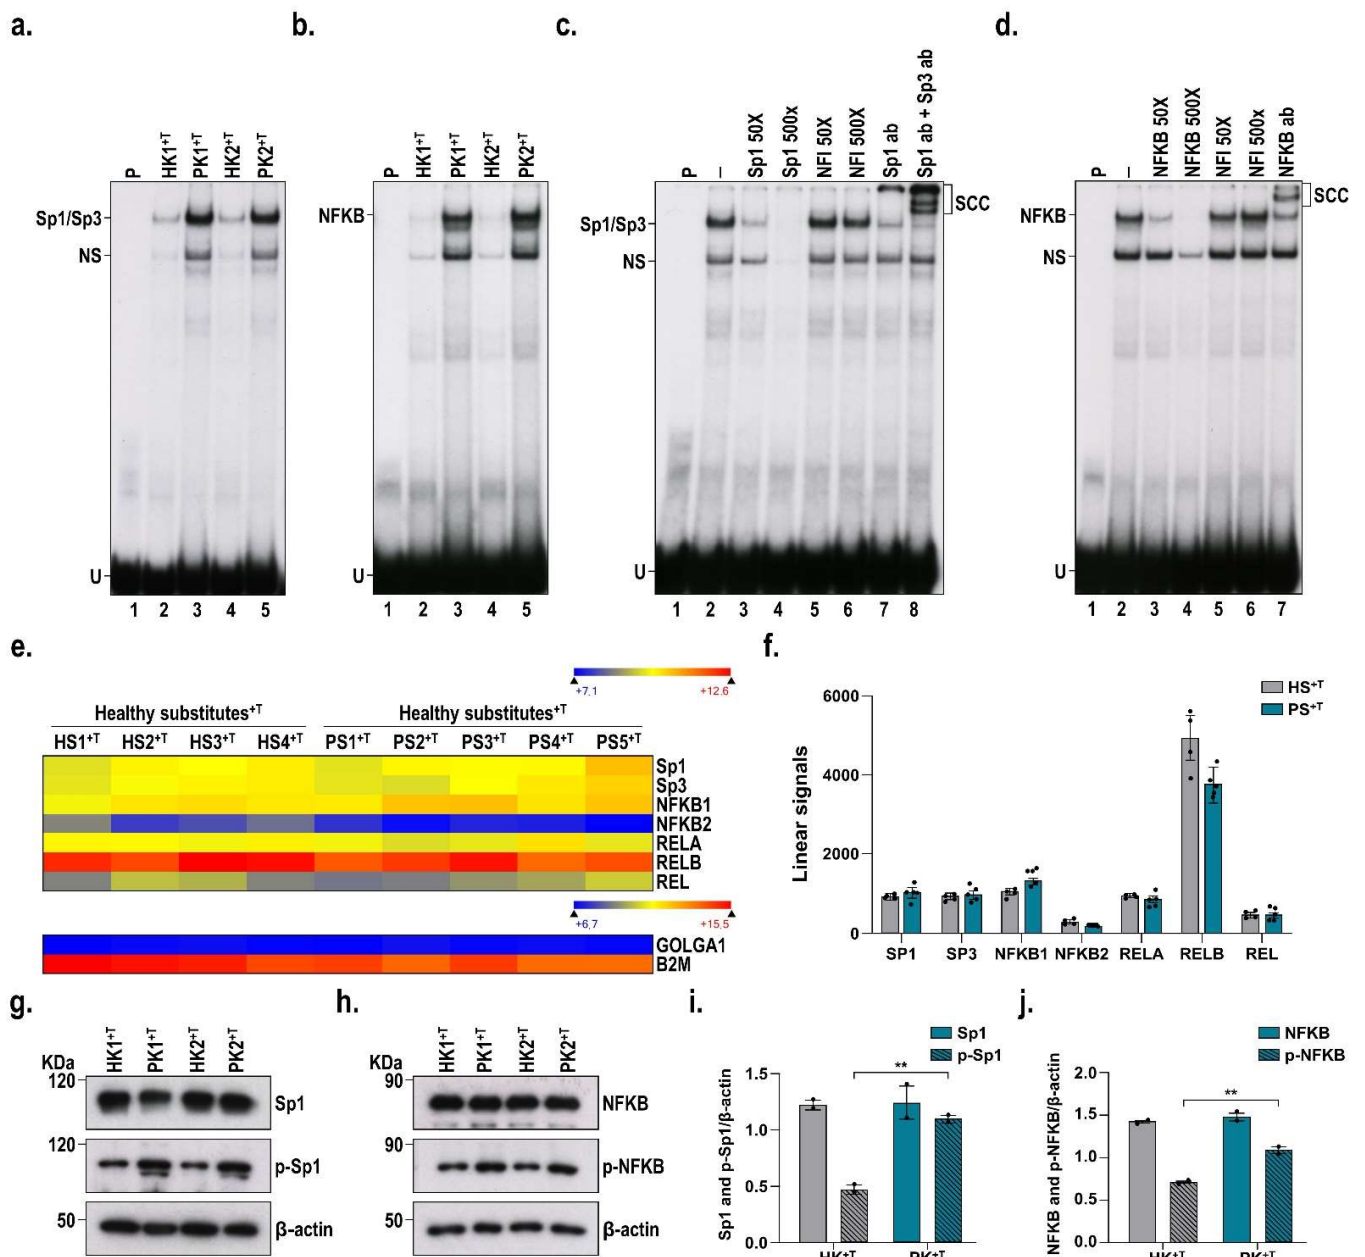 a.
P
HK1+T
PK1+T
HK2+T
PK2+T
Sp1/Sp3
NS
U
1 2 3 4 5
b.
P
HK1+T
PK1+T
HK2+T
PK2+T
NFKB
U
1 2 3 4 5
c.
P
–
Sp1 50X
Sp1 500x
NFI 50X
NFI 500X
Sp1 ab
Sp1 ab + Sp3 ab
Sp1/Sp3
NS
SCC
U
1 2 3 4 5 6 7 8
d.
P
–
NFKB 50X
NFKB 500X
NFI 50X
NFI 500x
NFKB ab
NFKB
NS
SCC
U
1 2 3 4 5 6 7
e.
+7.1 +12.6
Healthy substitutes+T Healthy substitutes+T
HS1+T HS2+T HS3+T HS4+T PS1+T PS2+T PS3+T PS4+T PS5+T
Sp1
Sp3
NFKB1
NFKB2
RELA
RELB
REL
+6,7 +15,5
GOLGA1
B2M
f.
HS+T
PS+T
Linear signals
6000
4000
2000
0
SP1 SP3 NFKB1 NFKB2 RELA RELB REL
g.
HK1+T
PK1+T
HK2+T
PK2+T
KDa
120
Sp1
120
p-Sp1
50
β-actin
h.
HK1+T
PK1+T
HK2+T
PK2+T
KDa
90
NFKB
90
p-NFKB
50
β-actin
i.
Sp1
p-Sp1
Sp1 and p-Sp1/β-actin
**
1.5
1.0
0.5
0.0
HK+T PK+T
j.
NFKB
p-NFKB
NFKB and p-NFKB/β-actin
**
2.0
1.5
1.0
0.5
0.0
HK+T PK+T